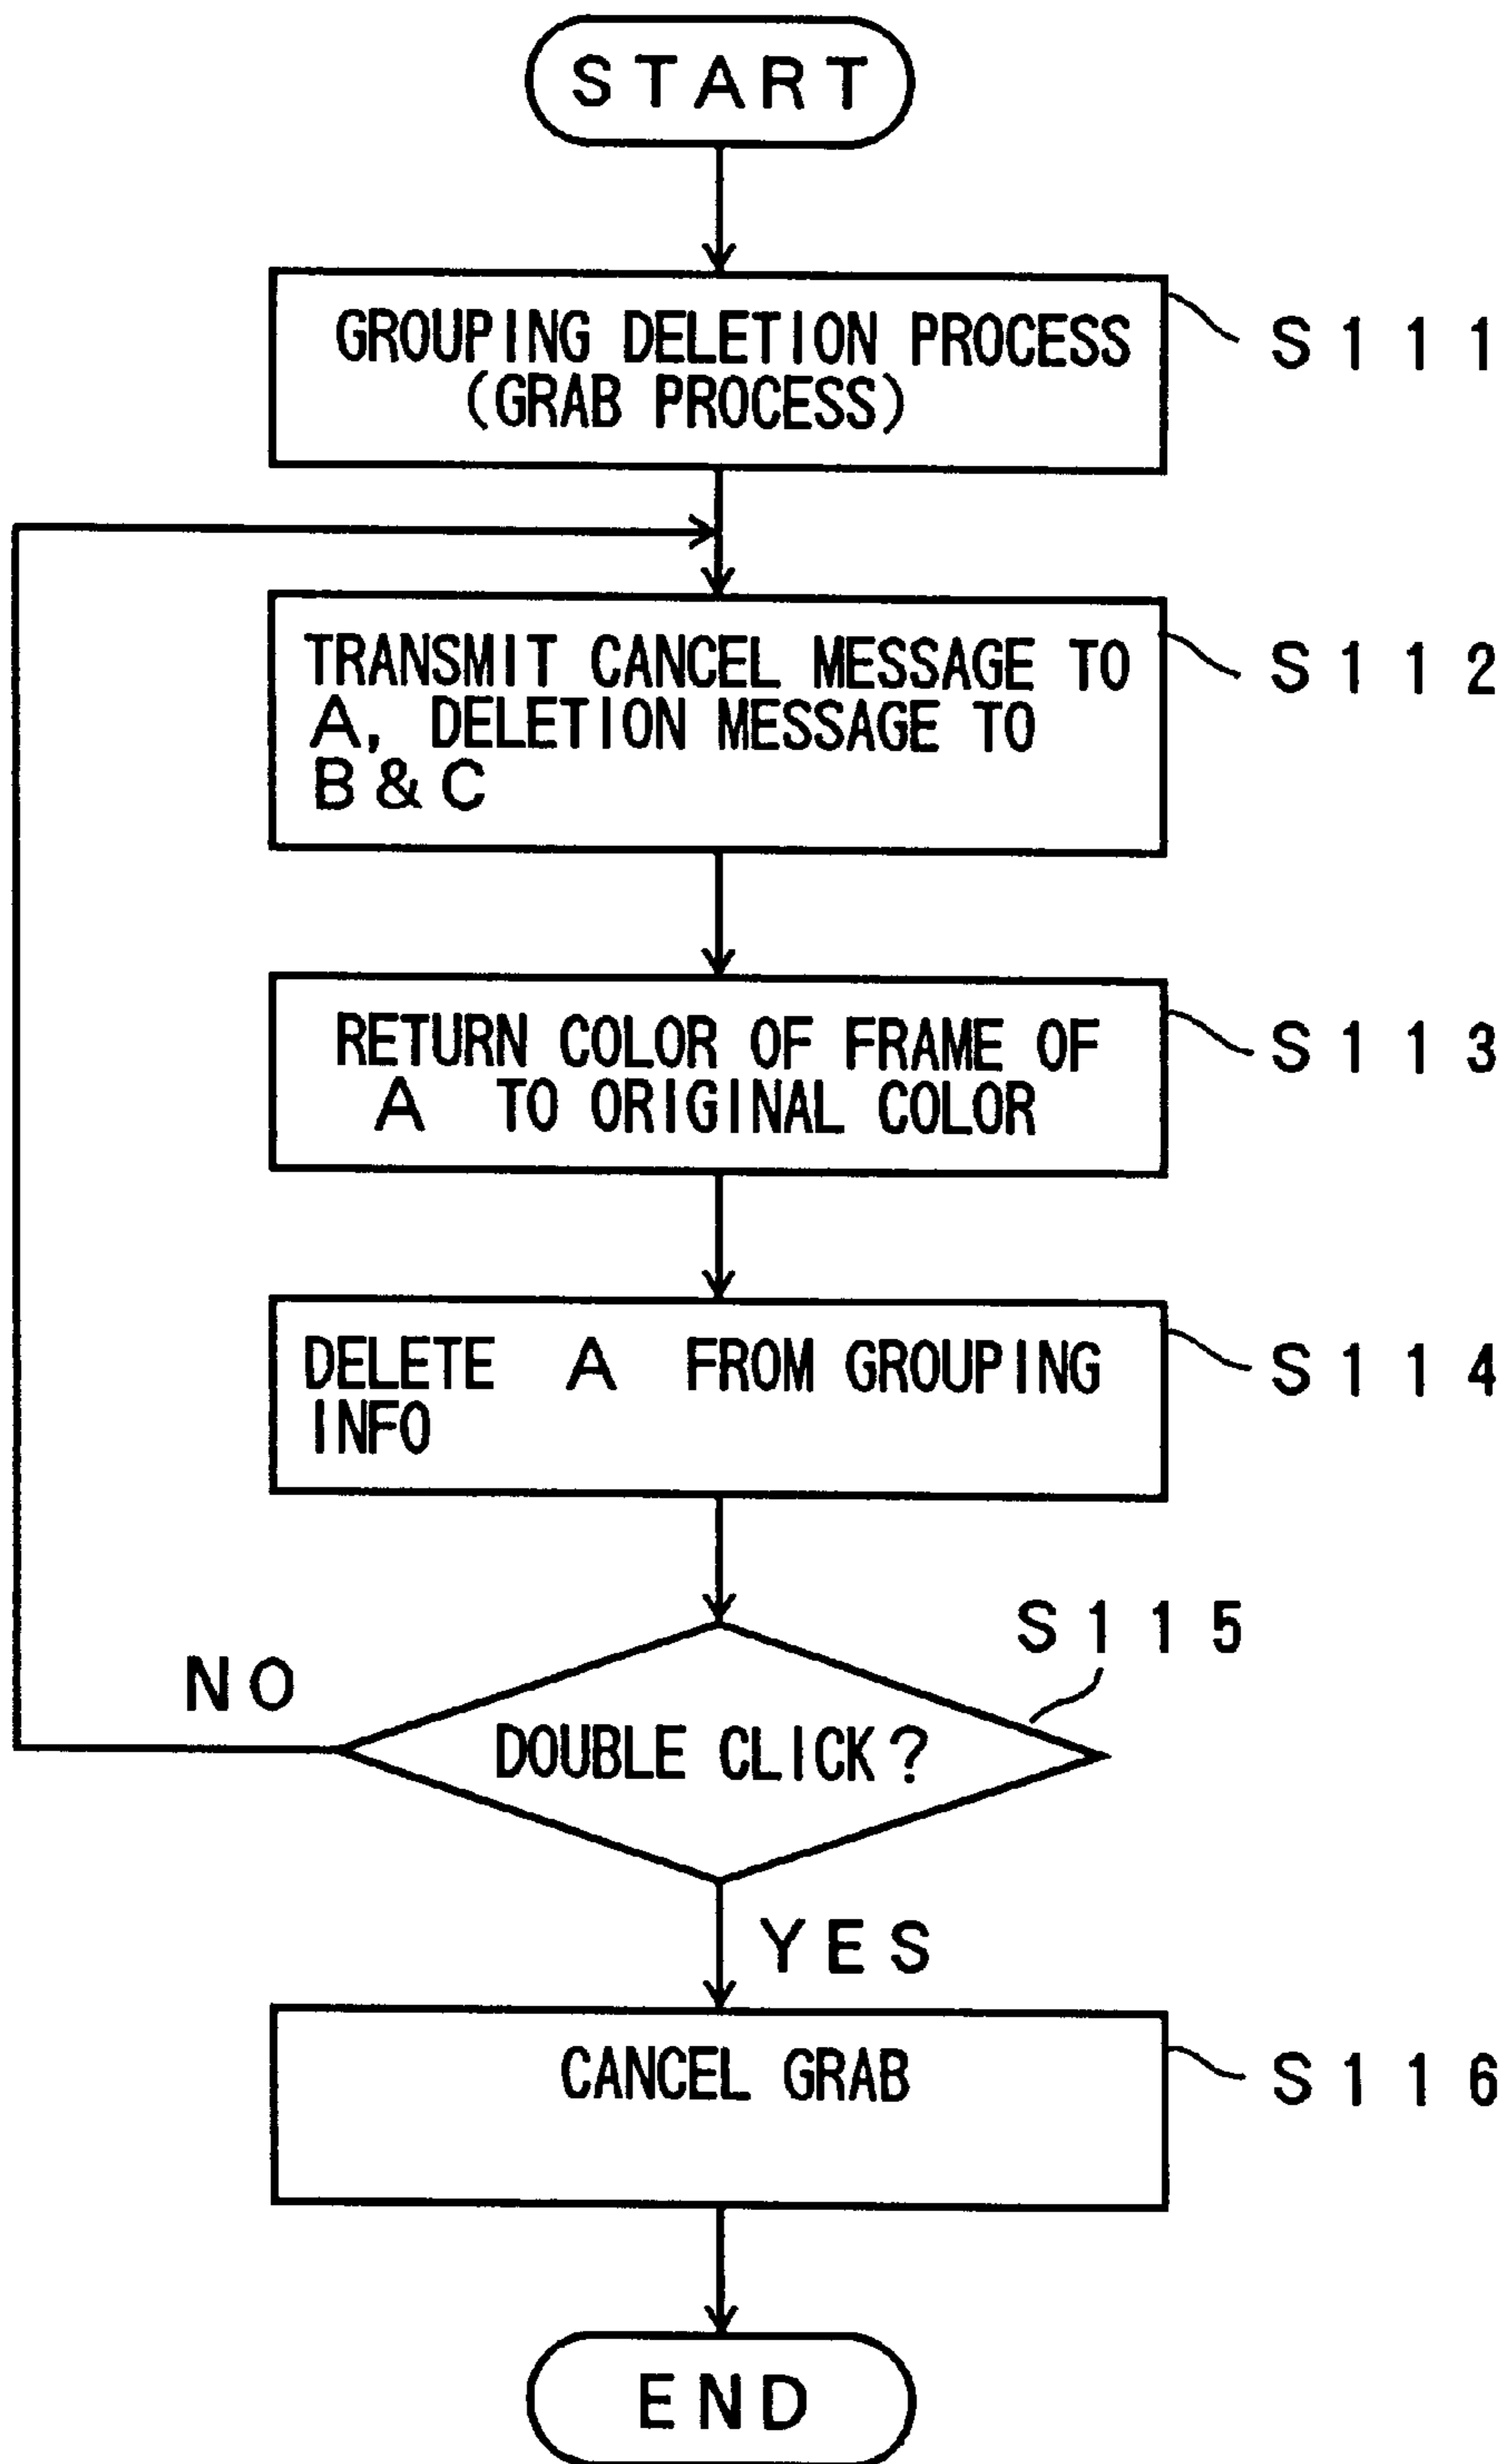 START
GROUPING DELETION PROCESS
(GRAB PROCESS)
S111
TRANSMIT CANCEL MESSAGE TO
A, DELETION MESSAGE TO
B & C
S112
RETURN COLOR OF FRAME OF
A TO ORIGINAL COLOR
S113
DELETE A FROM GROUPING
INFO
S114
S115
NO
DOUBLE CLICK?
YES
CANCEL GRAB
S116
END